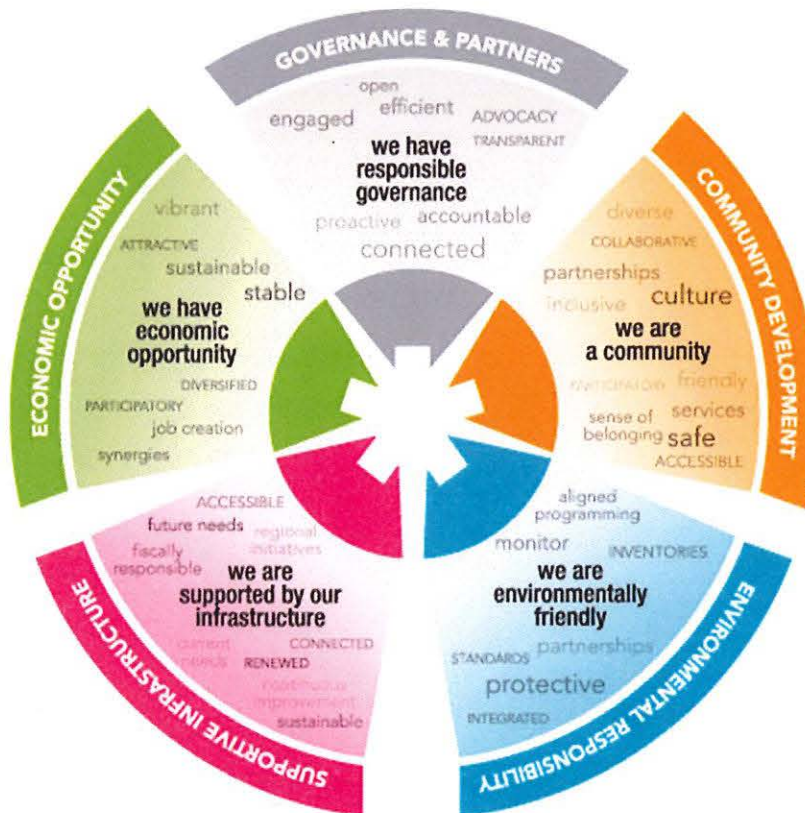 GOVERNANCE & PARTNERS
open
efficient
engaged
ADVOCACY
TRANSPARENT
we have
responsible
governance
proactive
accountable
connected
COMMUNITY DEVELOPMENT
diverse
COLLABORATIVE
partnerships
inclusive
culture
we are
a community
PARTICIPATORY
friendly
sense of
belonging
services
safe
ACCESSIBLE
ENVIRONMENTAL RESPONSIBILITY
aligned
programming
monitor
INVENTORIES
we are
environmentally
friendly
partnerships
STANDARDS
protective
INTEGRATED
SUPPORTIVE INFRASTRUCTURE
ACCESSIBLE
future needs
regional
initiatives
fiscally
responsible
we are
supported by our
infrastructure
current
needs
CONNECTED
RENEWED
continuous
improvement
sustainable
ECONOMIC OPPORTUNITY
vibrant
ATTRACTIVE
sustainable
stable
we have
economic
opportunity
DIVERSIFIED
PARTICIPATORY
job creation
synergies